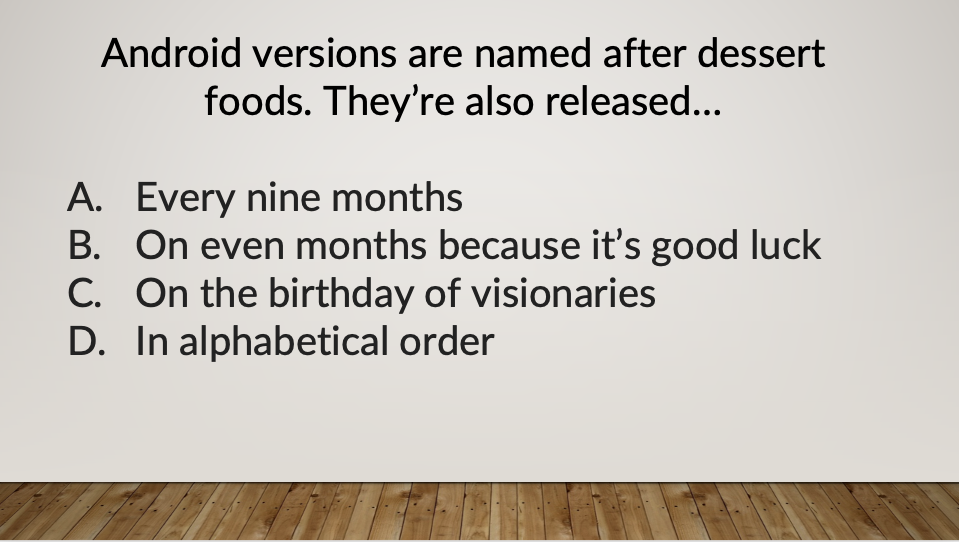 Android versions are named after dessert
foods. They’re also released...
A. Every nine months
B. On even months because it’s good luck
C. On the birthday of visionaries
D. In alphabetical order